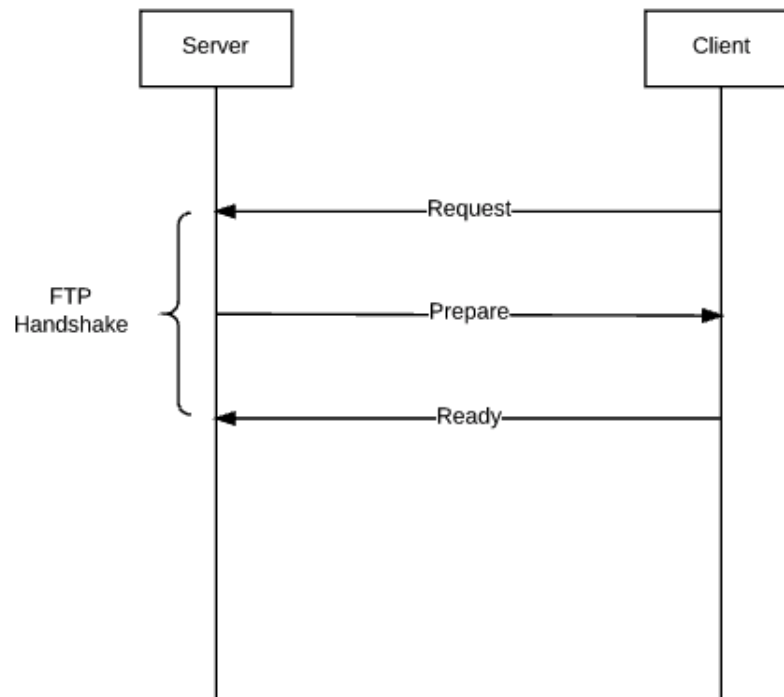 Server
Client
Request
FTP
Handshake
Prepare
Ready